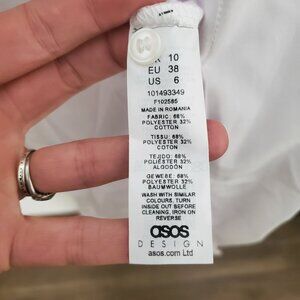 10
EU 38
US 6
101493349
F102585
MADE IN ROMANIA
FABRIC: 68%
POLYESTER 32%
COTTON
TISSU: 68%
POLYESTER 32%
COTON
TEJIDO: 68%
POLIÉSTER 32%
ALGODÓN
GEWEBE: 68%
POLYESTER 32%
BAUMWOLLE
WASH WITH SIMILAR
COLOURS, TURN
INSIDE OUT BEFORE
CLEANING, IRON ON
REVERSE
asos
DESIGN
asos.com Ltd